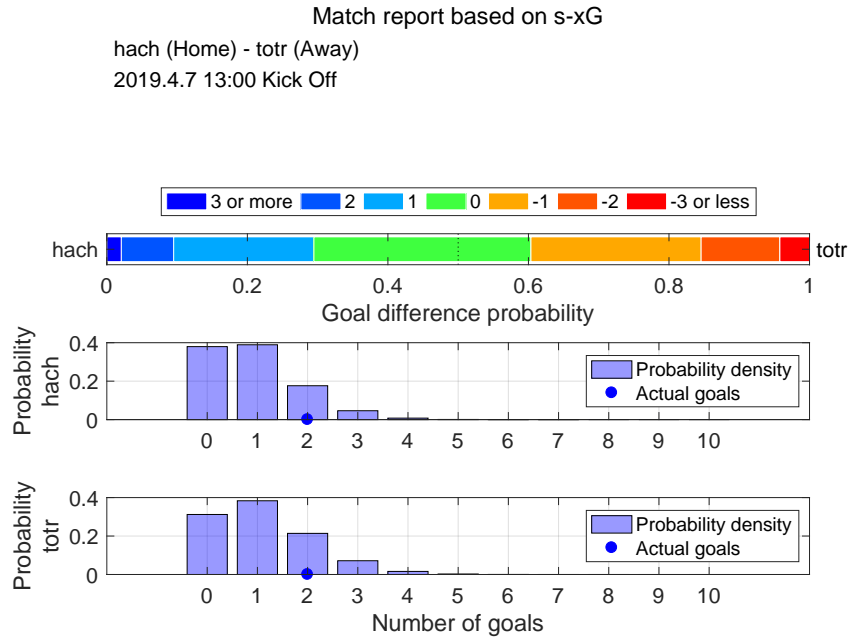 Match report based on s-xG
hach (Home) - totr (Away)
2019.4.7 13:00 Kick Off
3 or more 2 1 0 -1 -2 -3 or less
hach totr
0 0.2 0.4 0.6 0.8 1
Goal difference probability
Probability
hach
0.4
0.2
0
Probability density
Actual goals
0 1 2 3 4 5 6 7 8 9 10
Probability
totr
0.4
0.2
0
Probability density
Actual goals
0 1 2 3 4 5 6 7 8 9 10
Number of goals